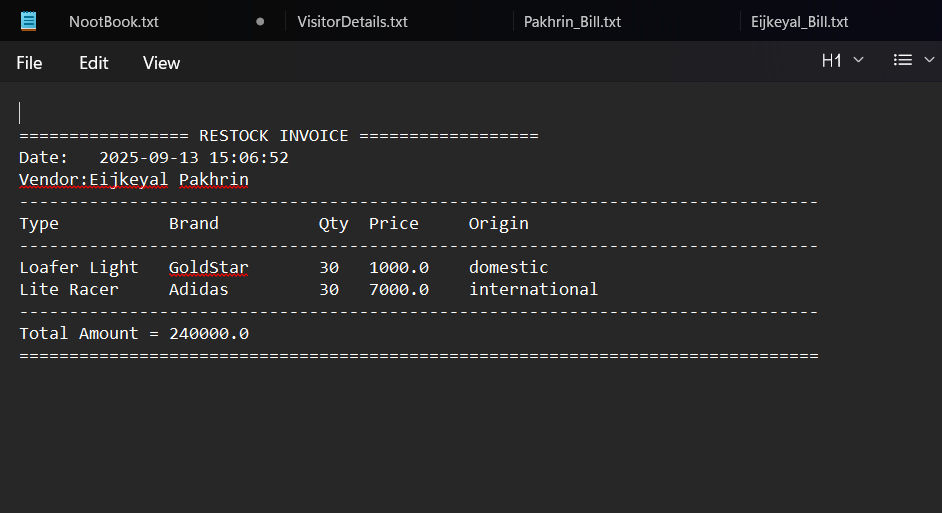 NootBook.txt VisitorDetails.txt Pakhrin_Bill.txt Eijkeyal_Bill.txt
File Edit View H1
================= RESTOCK INVOICE ==================
Date:   2025-09-13 15:06:52
Vendor:Eijkeyal Pakhrin
--------------------------------------------------------------------------------
Type           Brand          Qty  Price     Origin
--------------------------------------------------------------------------------
Loafer Light   GoldStar       30   1000.0    domestic
Lite Racer     Adidas         30   7000.0    international
--------------------------------------------------------------------------------
Total Amount = 240000.0
================================================================================